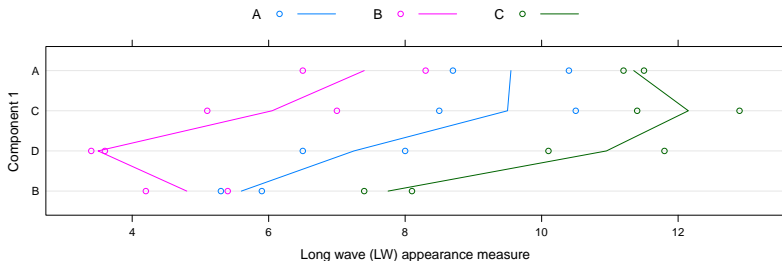 A B C
Component 1
A
C
D
B
4 6 8 10 12
Long wave (LW) appearance measure